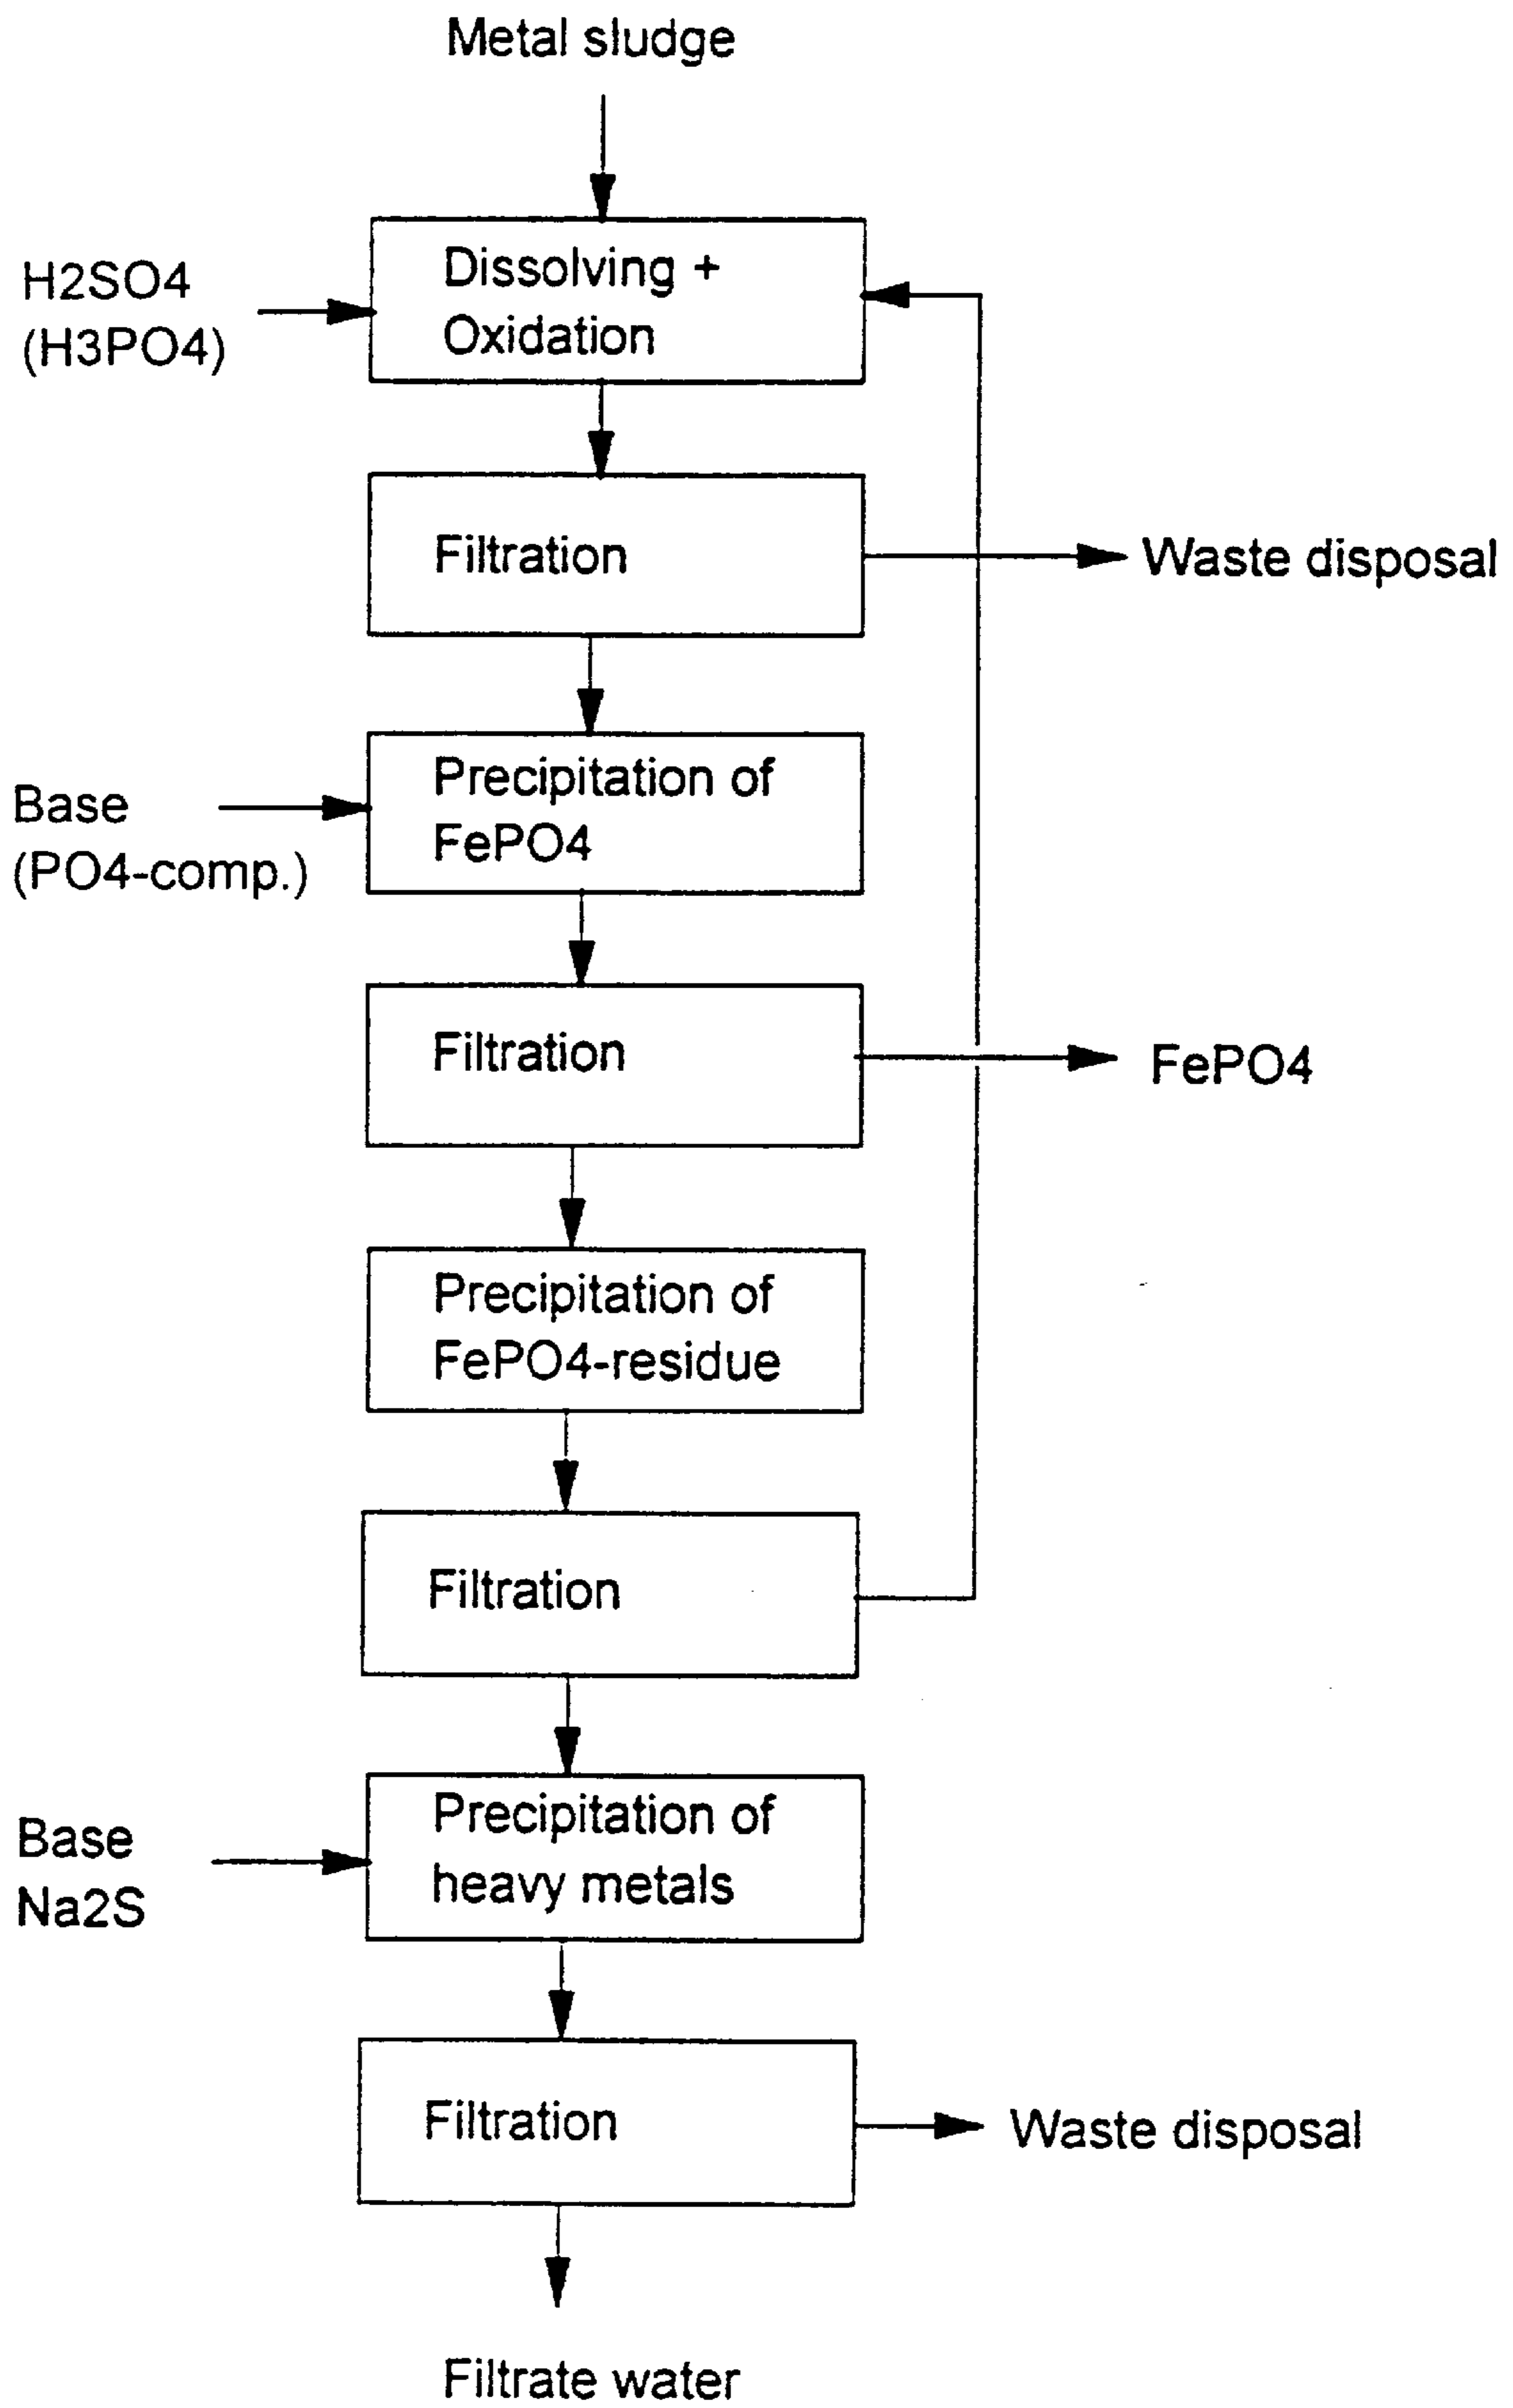 Metal sludge
H2SO4
(H3PO4)
Dissolving +
Oxidation
Filtration
Waste disposal
Base
(PO4-comp.)
Precipitation of
FePO4
Filtration
FePO4
Precipitation of
FePO4-residue
Filtration
Base
Na2S
Precipitation of
heavy metals
Filtration
Waste disposal
Filtrate water